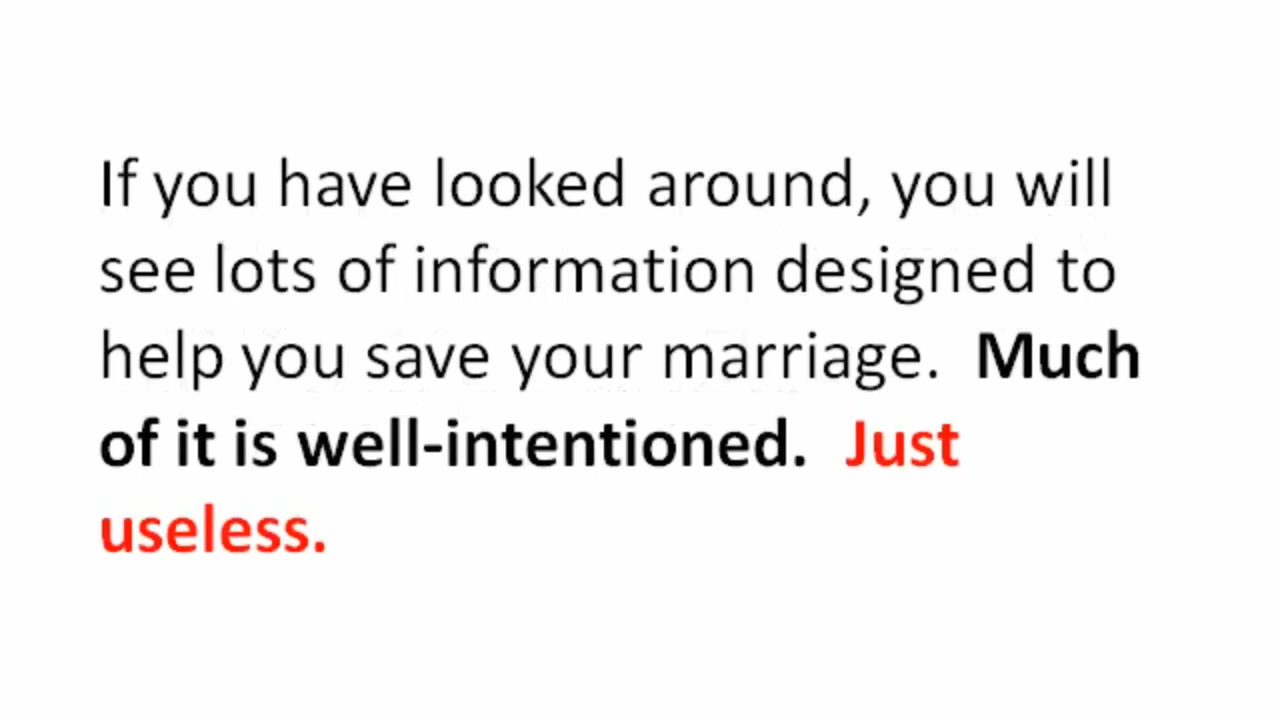 If you have looked around, you will
see lots of information designed to
help you save your marriage.  Much
of it is well-intentioned.  Just
useless.